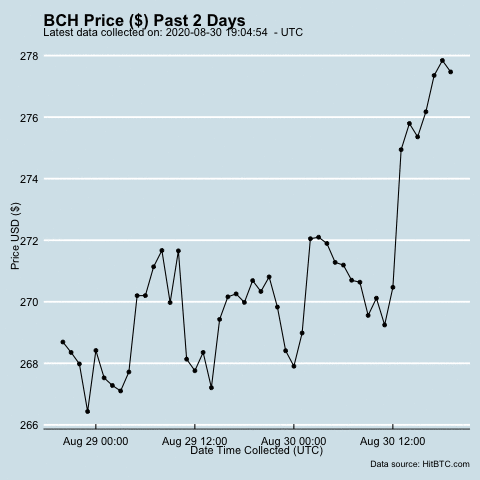 BCH Price ($) Past 2 Days
Latest data collected on: 2020-08-30 19:04:54 - UTC
278
276
274
272
270
268
266
Price USD ($)
Aug 29 00:00 Aug 29 12:00 Aug 30 00:00 Aug 30 12:00
Date Time Collected (UTC)
Data source: HitBTC.com